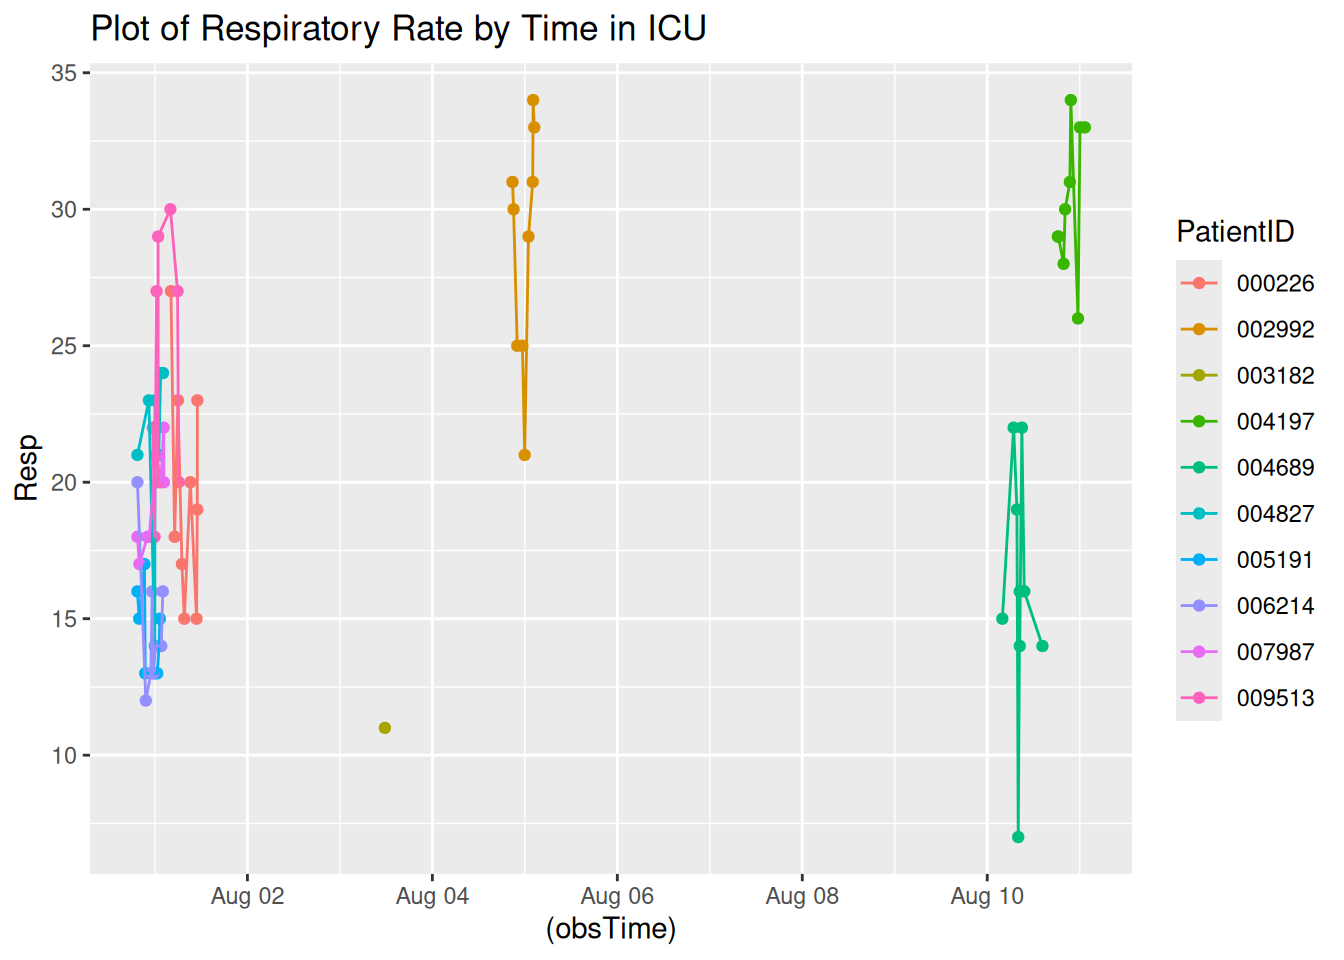 Plot of Respiratory Rate by Time in ICU
35
30
25
20
15
10
Resp
Aug 02
Aug 04
Aug 06
Aug 08
Aug 10
(obsTime)
PatientID
000226
002992
003182
004197
004689
004827
005191
006214
007987
009513